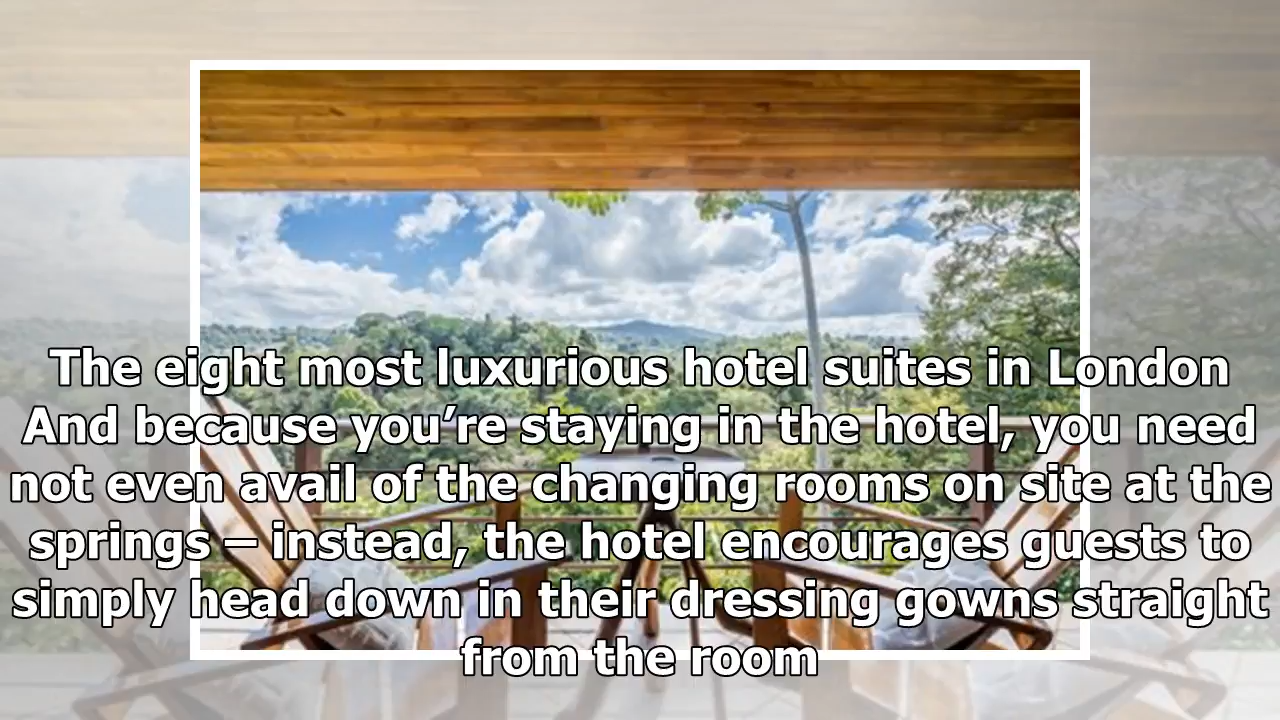 The eight most luxurious hotel suites in London
And because you’re staying in the hotel, you need
not even avail of the changing rooms on site at the
springs – instead, the hotel encourages guests to
simply head down in their dressing gowns straight
from the room